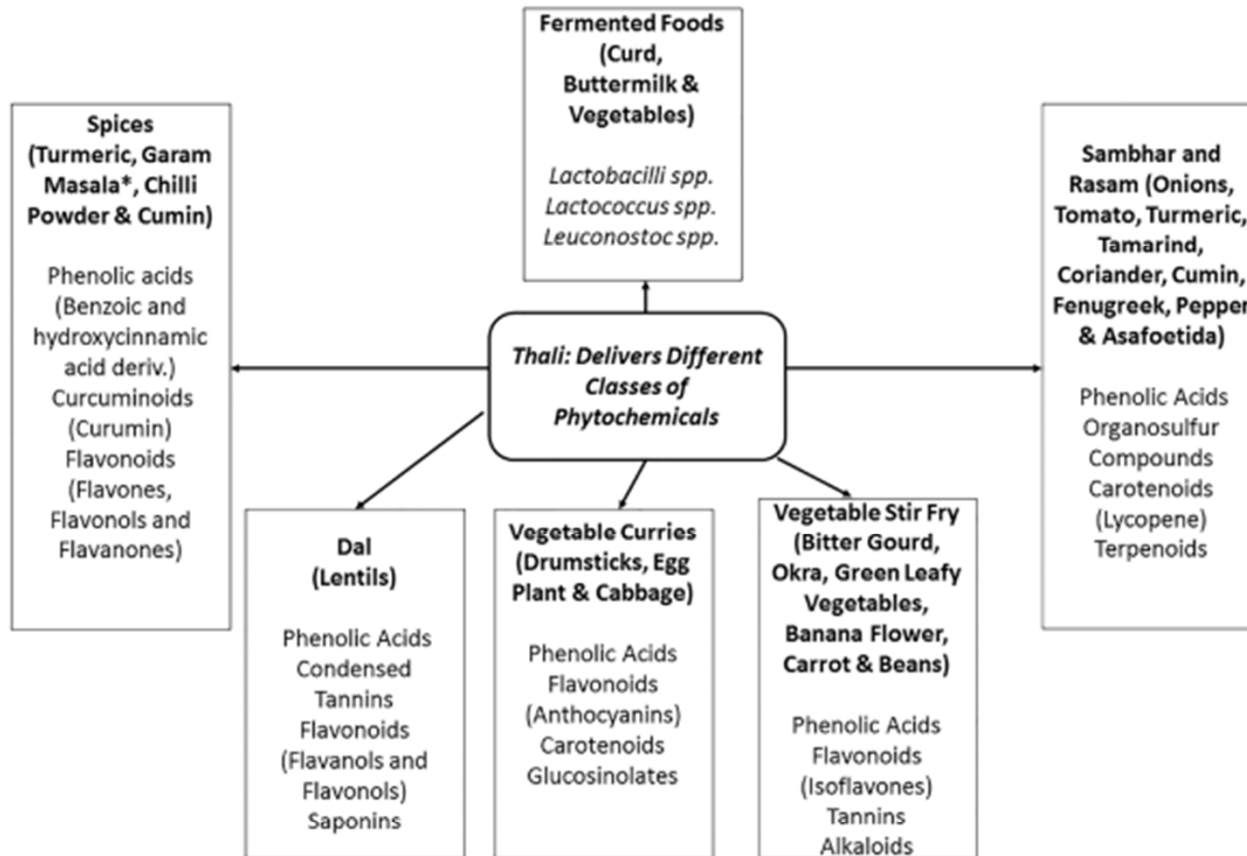 Fermented Foods
(Curd,
Buttermilk &
Vegetables)
Lactobacilli spp.
Lactococcus spp.
Leuconostoc spp.
Spices
(Turmeric, Garam
Masala*, Chilli
Powder & Cumin)
Phenolic acids
(Benzoic and
hydroxycinnamic
acid deriv.)
Curcuminoids
(Curumin)
Flavonoids
(Flavones,
Flavonols and
Flavanones)
Thali: Delivers Different
Classes of
Phytochemicals
Sambhar and
Rasam (Onions,
Tomato, Turmeric,
Tamarind,
Coriander, Cumin,
Fenugreek, Pepper
& Asafoetida)
Phenolic Acids
Organosulfur
Compounds
Carotenoids
(Lycopene)
Terpenoids
Dal
(Lentils)
Phenolic Acids
Condensed
Tannins
Flavonoids
(Flavanols and
Flavonols)
Saponins
Vegetable Curries
(Drumsticks, Egg
Plant & Cabbage)
Phenolic Acids
Flavonoids
(Anthocyanins)
Carotenoids
Glucosinolates
Vegetable Stir Fry
(Bitter Gourd,
Okra, Green Leafy
Vegetables,
Banana Flower,
Carrot & Beans)
Phenolic Acids
Flavonoids
(Isoflavones)
Tannins
Alkaloids